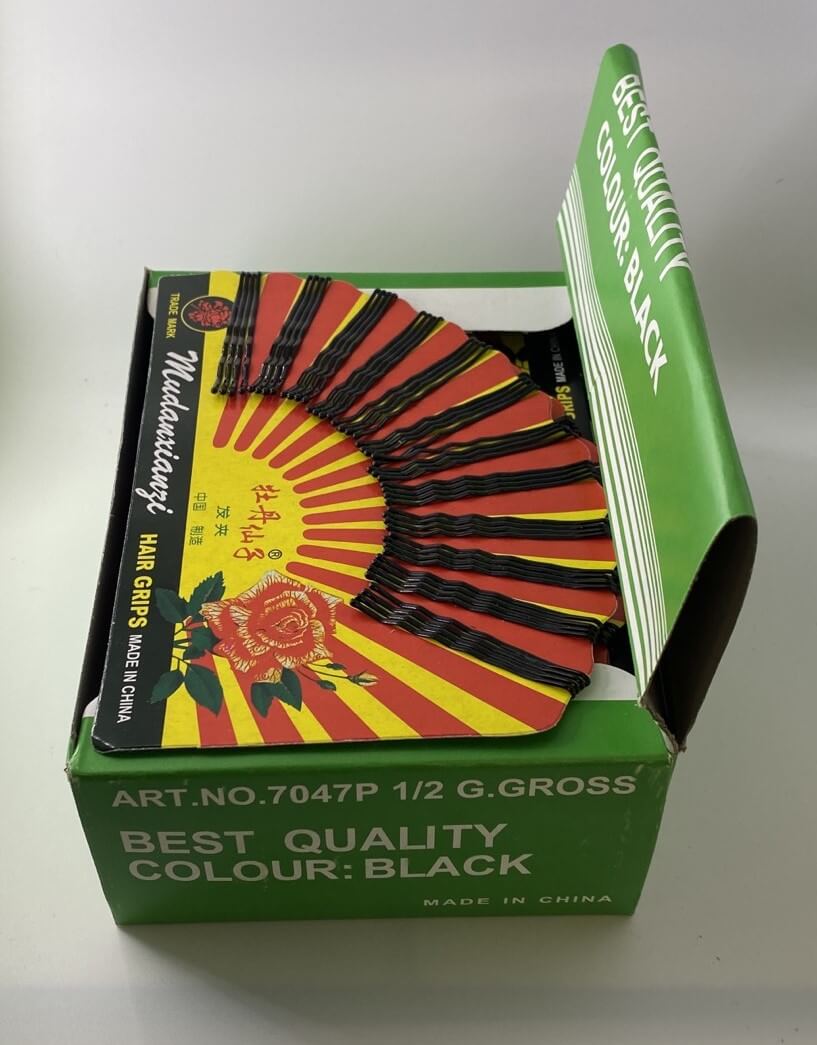 BEST QUALITY
COLOUR: BLACK
TRADE MARK
Mudanxianzi
HAIR GRIPS
MADE IN CHINA
牡丹仙子®
发夹
中国 制造
GRIPS MADE IN CHINA
ART.NO.7047P 1/2 G.GROSS
BEST QUALITY
COLOUR: BLACK
MADE IN CHINA